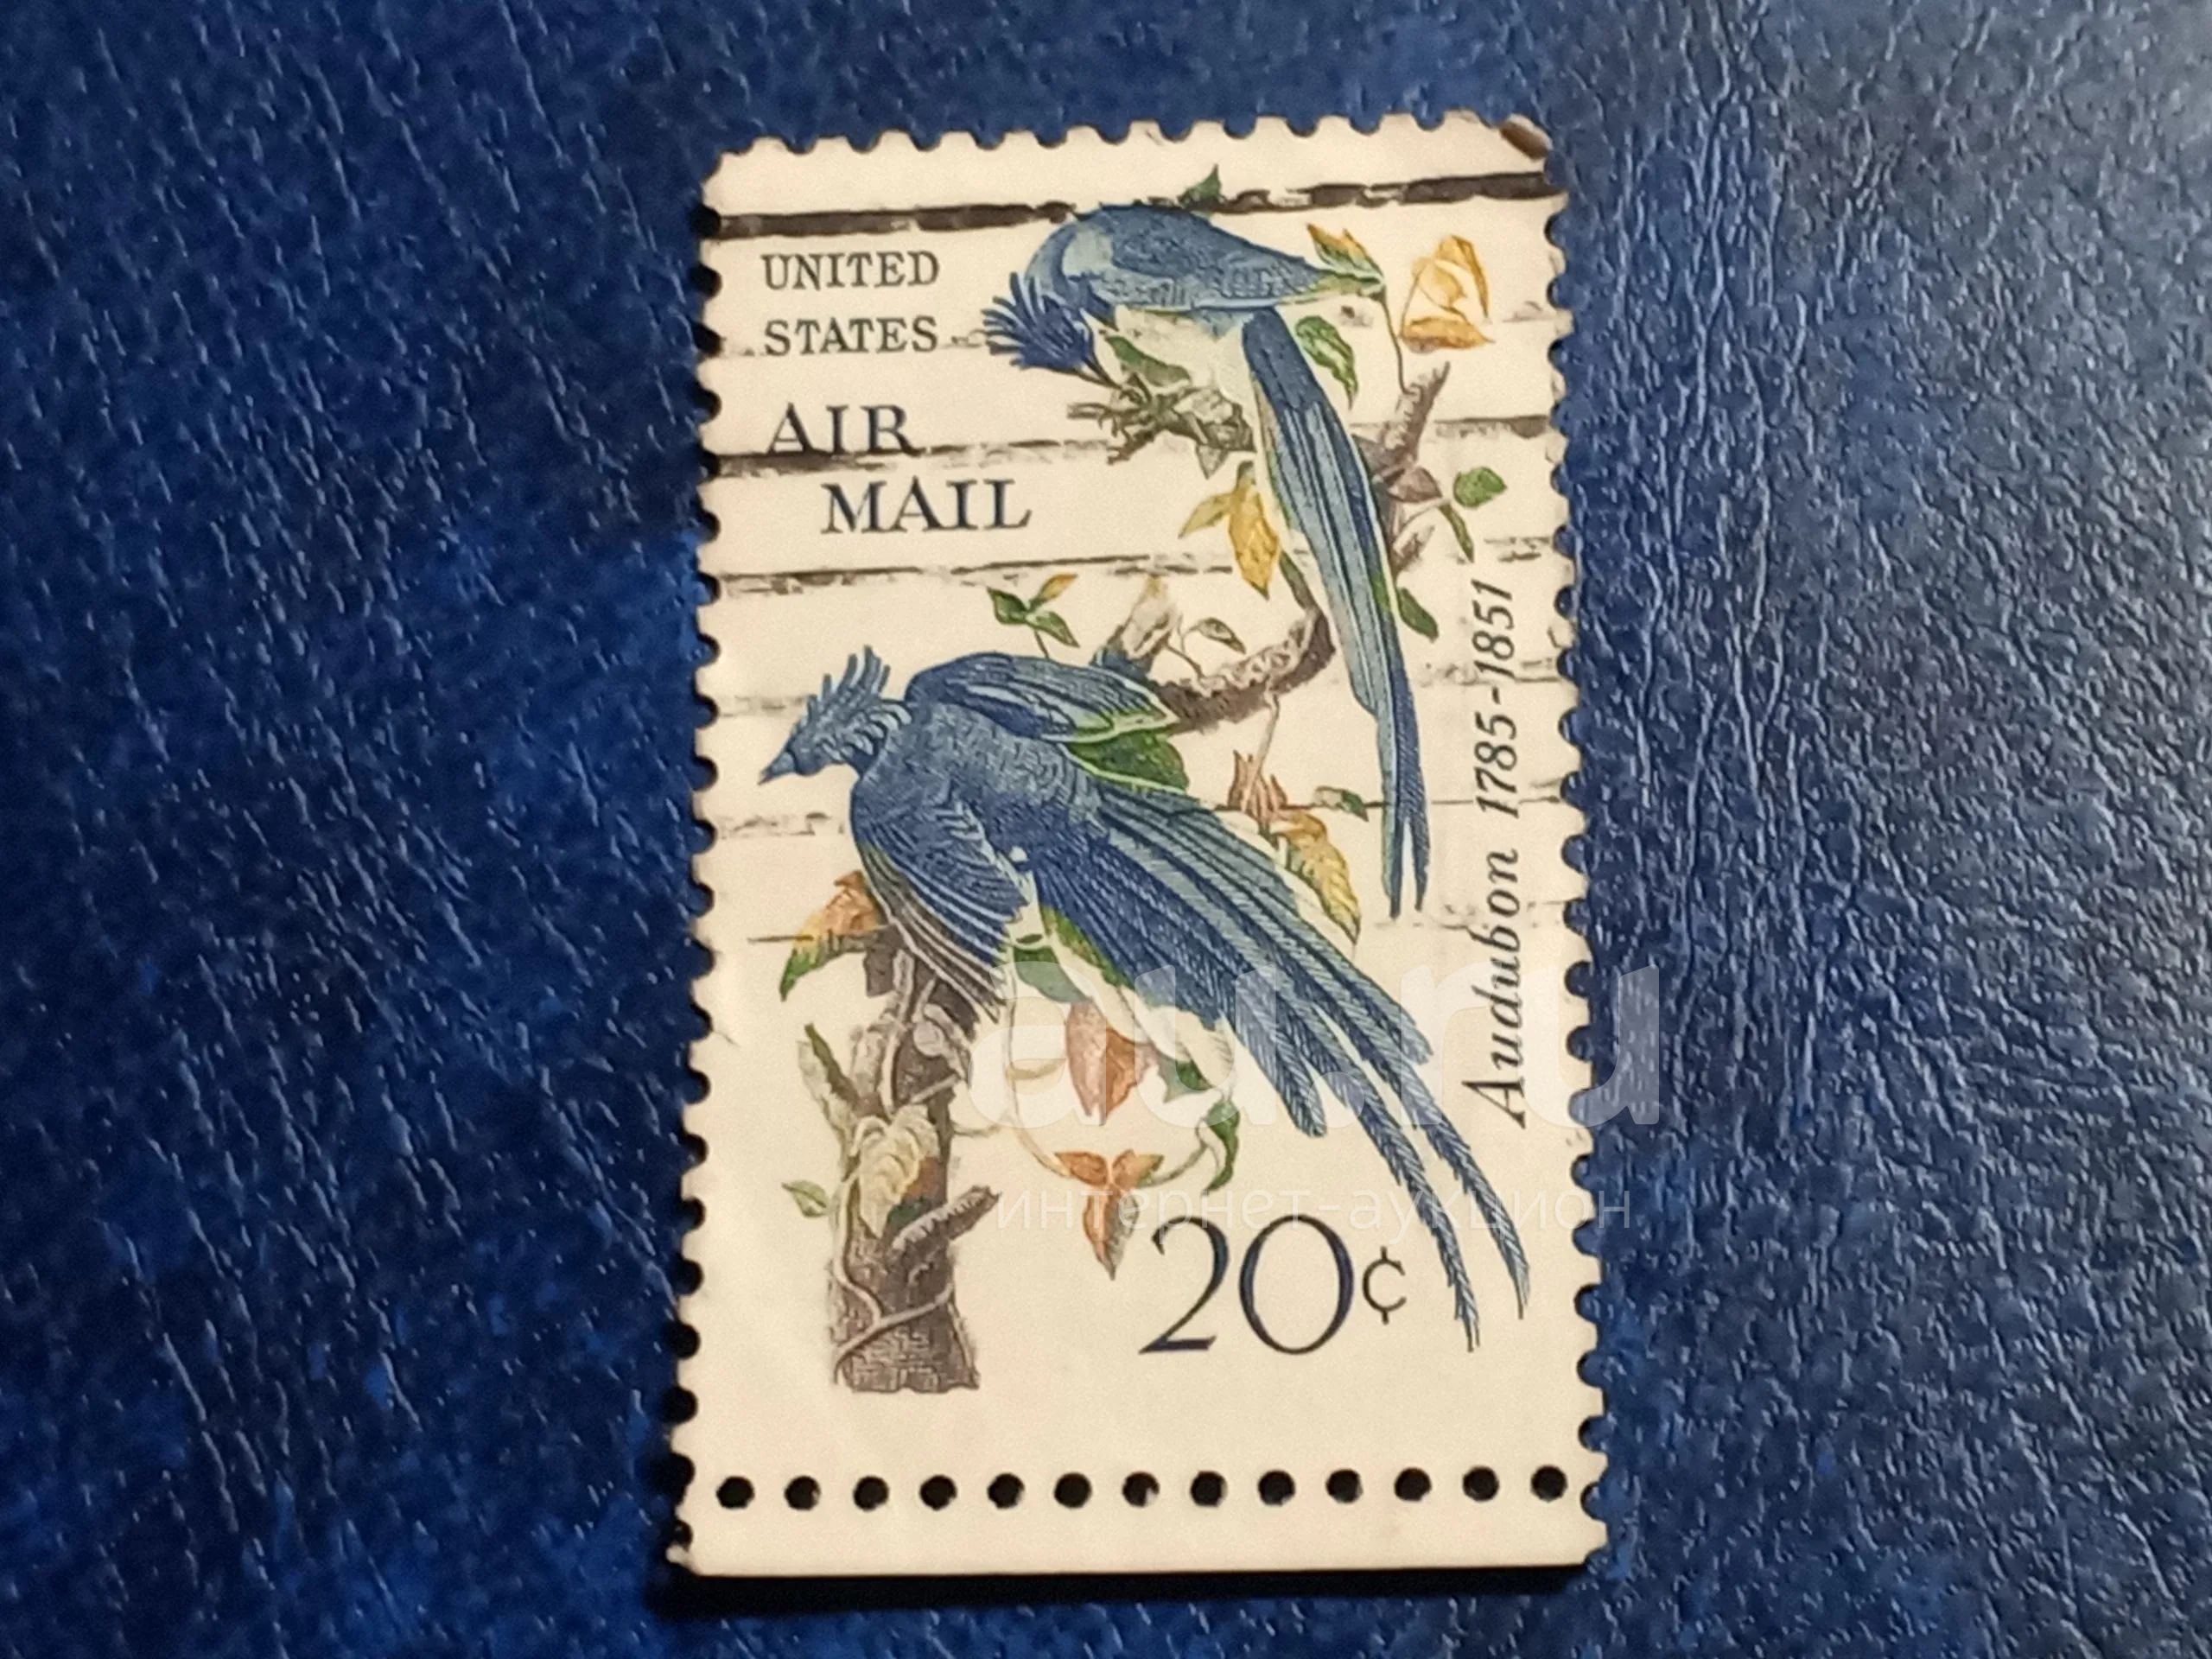 UNITED
STATES
AIR
MAIL
Audubon 1785-1851
au.ru
интернет-аукцион
20¢